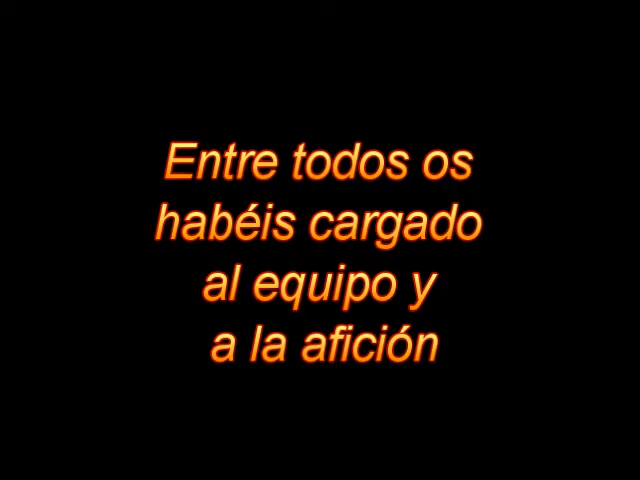 Entre todos os
habéis cargado
al equipo y
a la afición